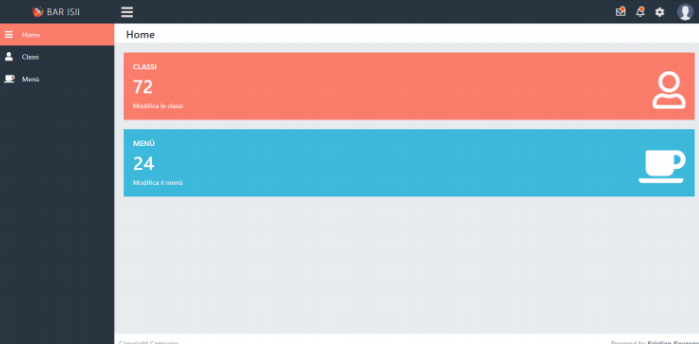 BAR ISII
Home
Classi
Menù
Home
CLASSI
72
Modifica le classi
MENÙ
24
Modifica il menù
Copyright Company
Powered by Kristian